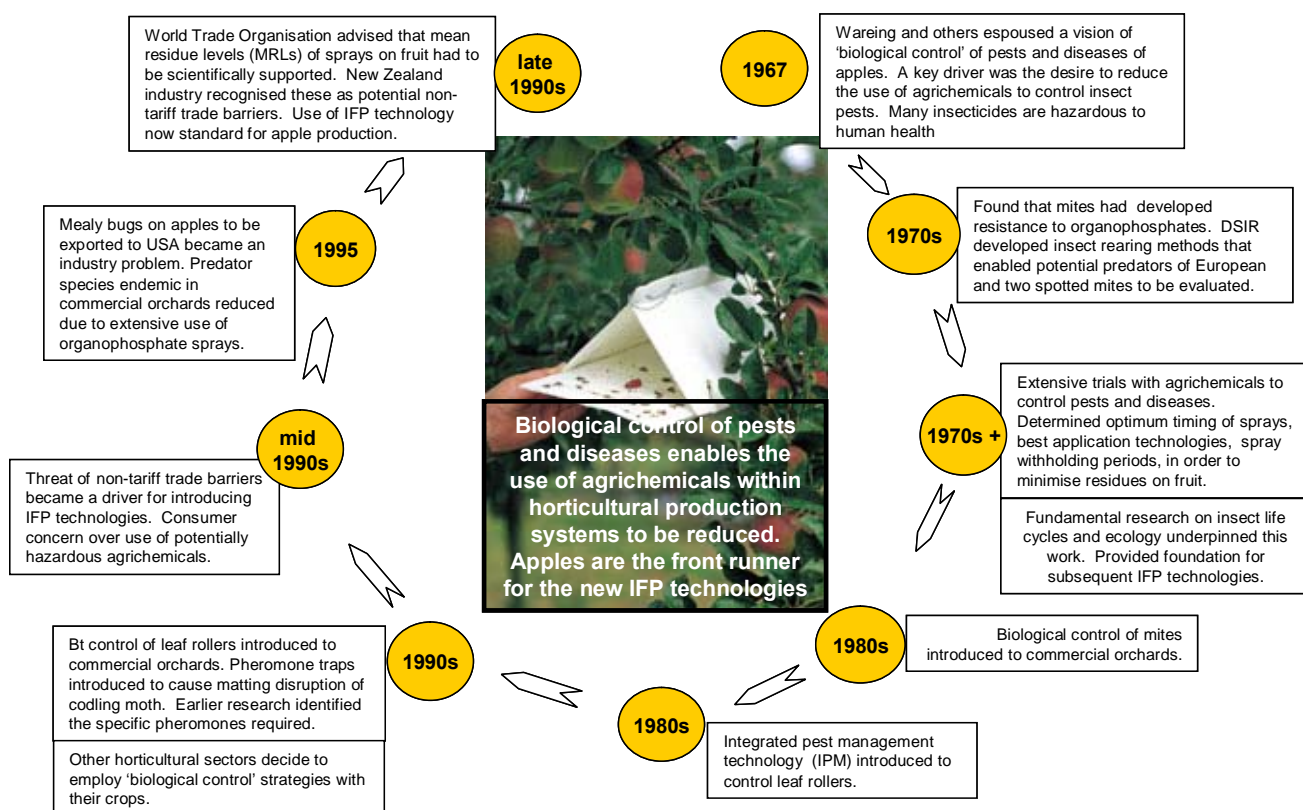 1967
Wareing and others espoused a vision of
‘biological control’ of pests and diseases of
apples.  A key driver was the desire to reduce
the use of agrichemicals to control insect
pests.  Many insecticides are hazardous to
human health
1970s
Found that mites had  developed
resistance to organophosphates.  DSIR
developed insect rearing methods that
enabled potential predators of European
and two spotted mites to be evaluated.
1970s +
Extensive trials with agrichemicals to
control pests and diseases.
Determined optimum timing of sprays,
best application technologies,  spray
withholding periods, in order to
minimise residues on fruit.
Fundamental research on insect life
cycles and ecology underpinned this
work.  Provided foundation for
subsequent IFP technologies.
1980s
Biological control of mites
introduced to commercial orchards.
1980s
Integrated pest management
technology  (IPM) introduced to
control leaf rollers.
1990s
Bt control of leaf rollers introduced to
commercial orchards. Pheromone traps
introduced to cause matting disruption of
codling moth.  Earlier research identified
the specific pheromones required.
Other horticultural sectors decide to
employ ‘biological control’ strategies with
their crops.
mid
1990s
Threat of non-tariff trade barriers
became a driver for introducing
IFP technologies.  Consumer
concern over use of potentially
hazardous agrichemicals.
1995
Mealy bugs on apples to be
exported to USA became an
industry problem. Predator
species endemic in
commercial orchards reduced
due to extensive use of
organophosphate sprays.
late
1990s
World Trade Organisation advised that mean
residue levels (MRLs) of sprays on fruit had to
be scientifically supported.  New Zealand
industry recognised these as potential non-
tariff trade barriers.  Use of IFP technology
now standard for apple production.
Biological control of pests
and diseases enables the
use of agrichemicals within
horticultural production
systems to be reduced.
Apples are the front runner
for the new IFP technologies